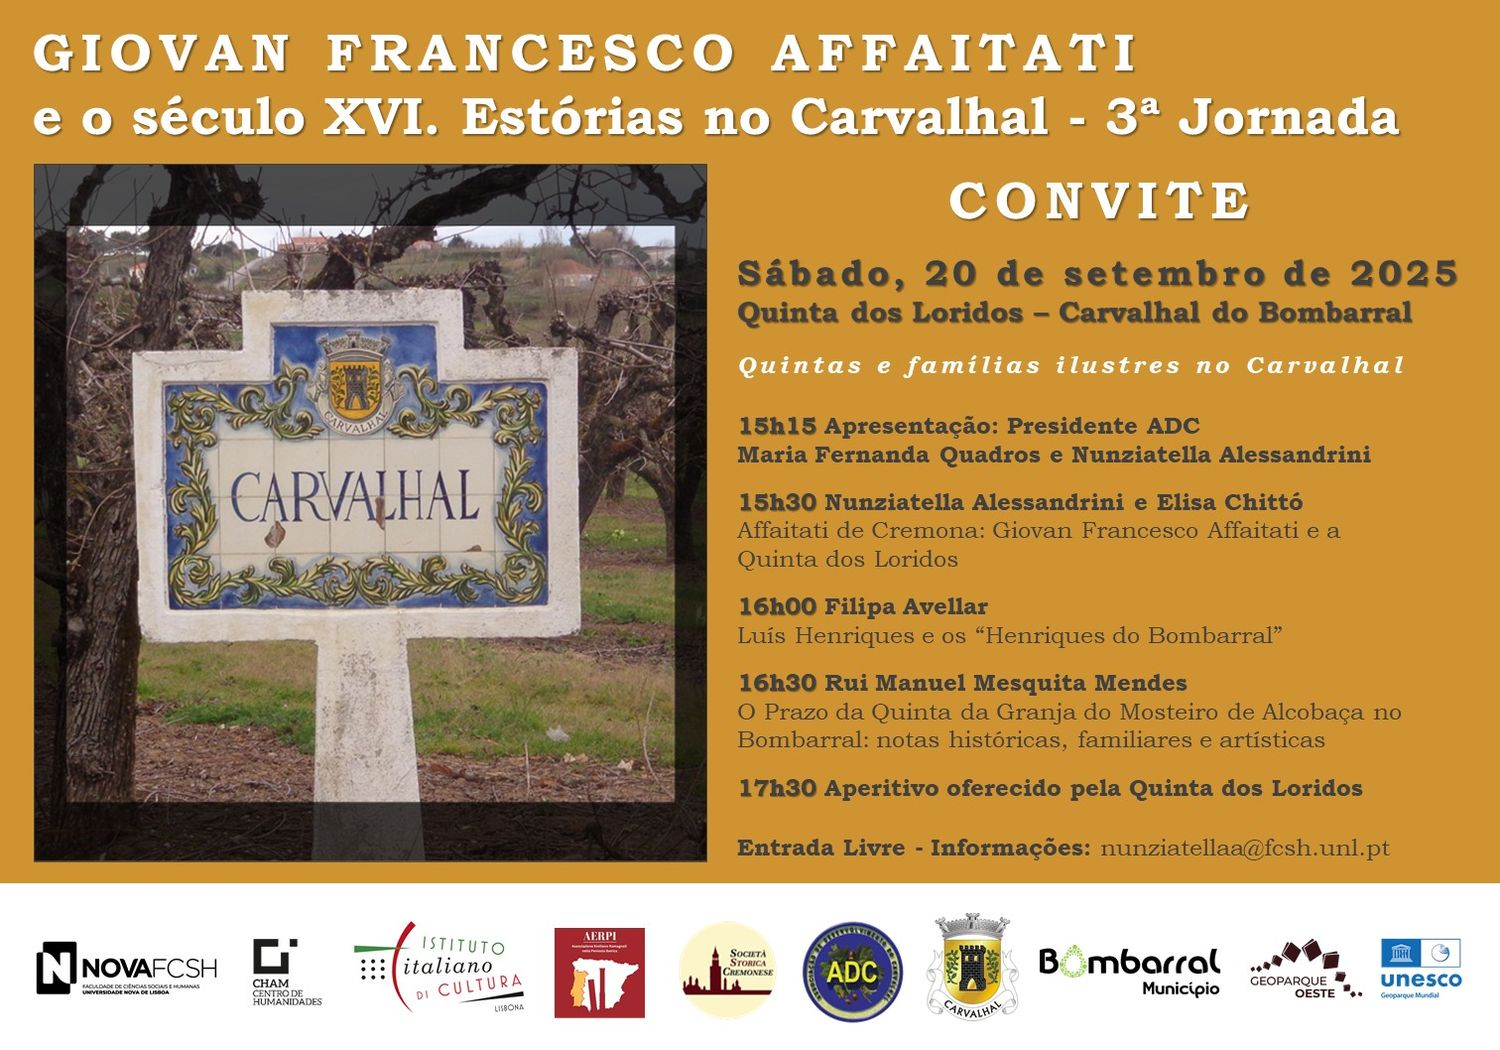 GIOVAN FRANCESCO AFFAITATI
e o século XVI. Estórias no Carvalhal - 3ª Jornada
CONVITE
Sábado, 20 de setembro de 2025
Quinta dos Loridos – Carvalhal do Bombarral
Quintas e famílias ilustres no Carvalhal
15h15 Apresentação: Presidente ADC
Maria Fernanda Quadros e Nunziatella Alessandrini
15h30 Nunziatella Alessandrini e Elisa Chittó
Affaitati de Cremona: Giovan Francesco Affaitati e a
Quinta dos Loridos
16h00 Filipa Avellar
Luís Henriques e os “Henriques do Bombarral”
16h30 Rui Manuel Mesquita Mendes
O Prazo da Quinta da Granja do Mosteiro de Alcobaça no
Bombarral: notas históricas, familiares e artísticas
17h30 Aperitivo oferecido pela Quinta dos Loridos
Entrada Livre - Informações: nunziatellaa@fcsh.unl.pt
CARVALHAL
CARVALHAL
N NOVAFCSH
FACULDADE DE CIÊNCIAS SOCIAIS E HUMANAS
UNIVERSIDADE NOVA DE LISBOA
CHAM
CENTRO DE
HUMANIDADES
ISTITUTO
italiano
DI CULTURA
LISBONA
AERPI
SOCIETÀ
STORICA
CREMONESE
ADC
CARVALHAL
Bombarral
Município
GEOPARQUE
OESTE
unesco
Geoparque Mundial